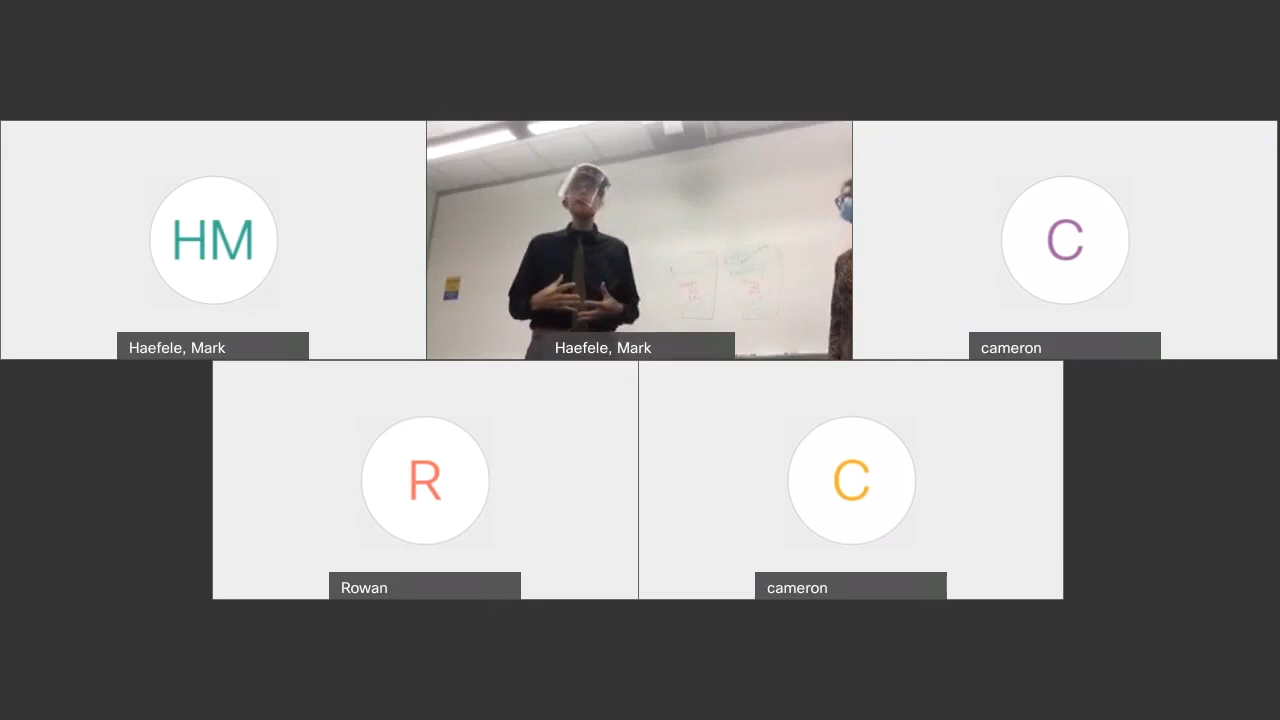 HM
Haefele, Mark
Haefele, Mark
C
cameron
R
Rowan
C
cameron